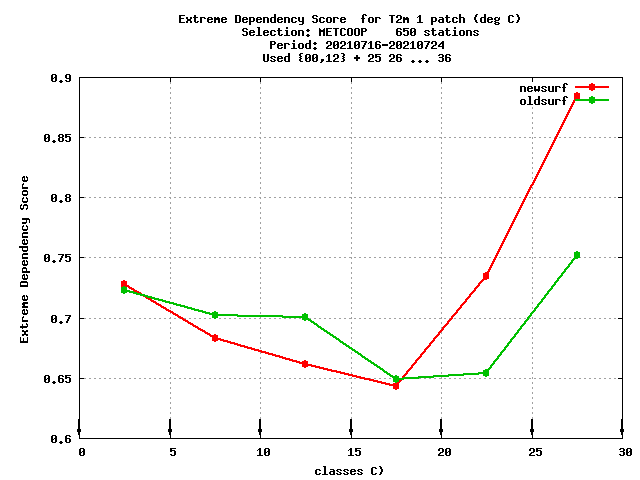 Extreme Dependency Score  for T2m 1 patch (deg C)
Selection: METCOOP    650 stations
Period: 20210716-20210724
Used {00,12} + 25 26 ... 36
newsurf
oldsurf
0.9
0.85
0.8
0.75
0.7
0.65
0.6
Extreme Dependency Score
0 5 10 15 20 25 30
classes C)